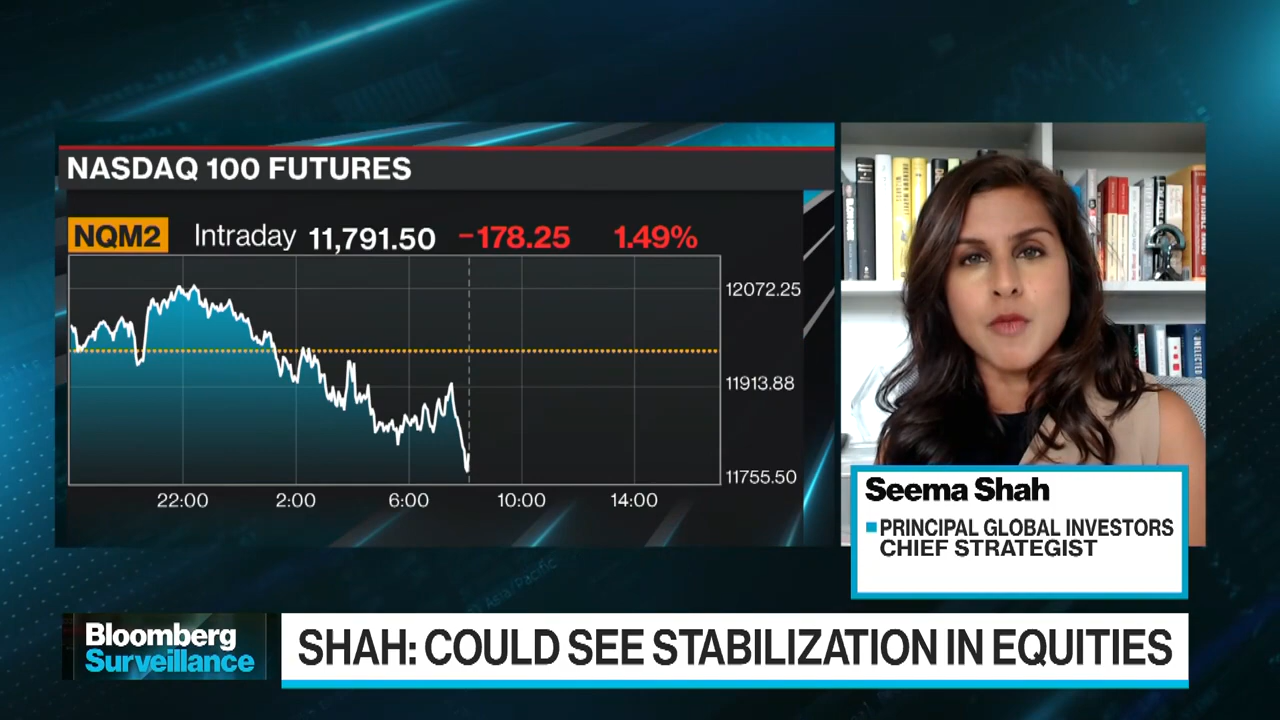 NASDAQ 100 FUTURES
NQM2 Intraday 11,791.50 -178.25 1.49%
12072.25
11913.88
11755.50
22:00 2:00 6:00 10:00 14:00
Seema Shah
PRINCIPAL GLOBAL INVESTORS
CHIEF STRATEGIST
Asia Pacific
Bloomberg
Surveillance
SHAH: COULD SEE STABILIZATION IN EQUITIES